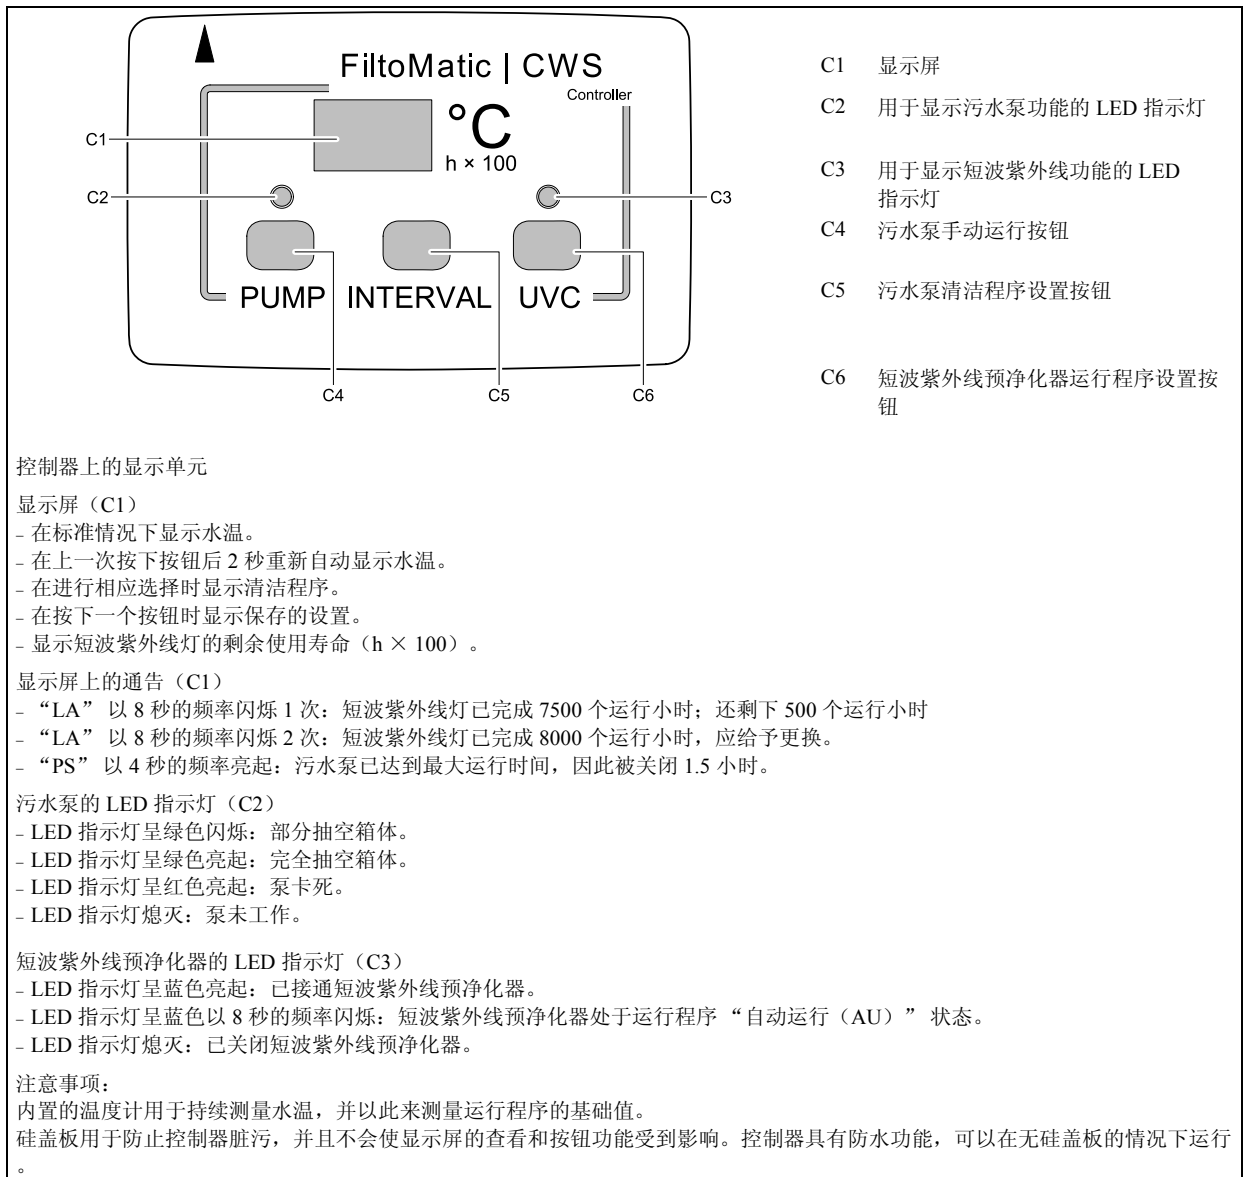 FiltoMatic | CWS
Controller
°C
h × 100
C1
C2
C3
PUMP INTERVAL UVC
C4 C5 C6
C1 显示屏
C2 用于显示污水泵功能的 LED 指示灯
C3 用于显示短波紫外线功能的 LED
指示灯
C4 污水泵手动运行按钮
C5 污水泵清洁程序设置按钮
C6 短波紫外线预净化器运行程序设置按
钮
控制器上的显示单元
显示屏（C1）
– 在标准情况下显示水温。
– 在上一次按下按钮后 2 秒重新自动显示水温。
– 在进行相应选择时显示清洁程序。
– 在按下一个按钮时显示保存的设置。
– 显示短波紫外线灯的剩余使用寿命（h × 100）。
显示屏上的通告（C1）
– “LA” 以 8 秒的频率闪烁 1 次：短波紫外线灯已完成 7500 个运行小时；还剩下 500 个运行小时
– “LA” 以 8 秒的频率闪烁 2 次：短波紫外线灯已完成 8000 个运行小时，应给予更换。
– “PS” 以 4 秒的频率亮起：污水泵已达到最大运行时间，因此被关闭 1.5 小时。
污水泵的 LED 指示灯（C2）
– LED 指示灯呈绿色闪烁：部分抽空箱体。
– LED 指示灯呈绿色亮起：完全抽空箱体。
– LED 指示灯呈红色亮起：泵卡死。
– LED 指示灯熄灭：泵未工作。
短波紫外线预净化器的 LED 指示灯（C3）
– LED 指示灯呈蓝色亮起：已接通短波紫外线预净化器。
– LED 指示灯呈蓝色以 8 秒的频率闪烁：短波紫外线预净化器处于运行程序 “自动运行（AU）” 状态。
– LED 指示灯熄灭：已关闭短波紫外线预净化器。
注意事项：
内置的温度计用于持续测量水温，并以此来测量运行程序的基础值。
硅盖板用于防止控制器脏污，并且不会使显示屏的查看和按钮功能受到影响。控制器具有防水功能，可以在无硅盖板的情况下运行
。